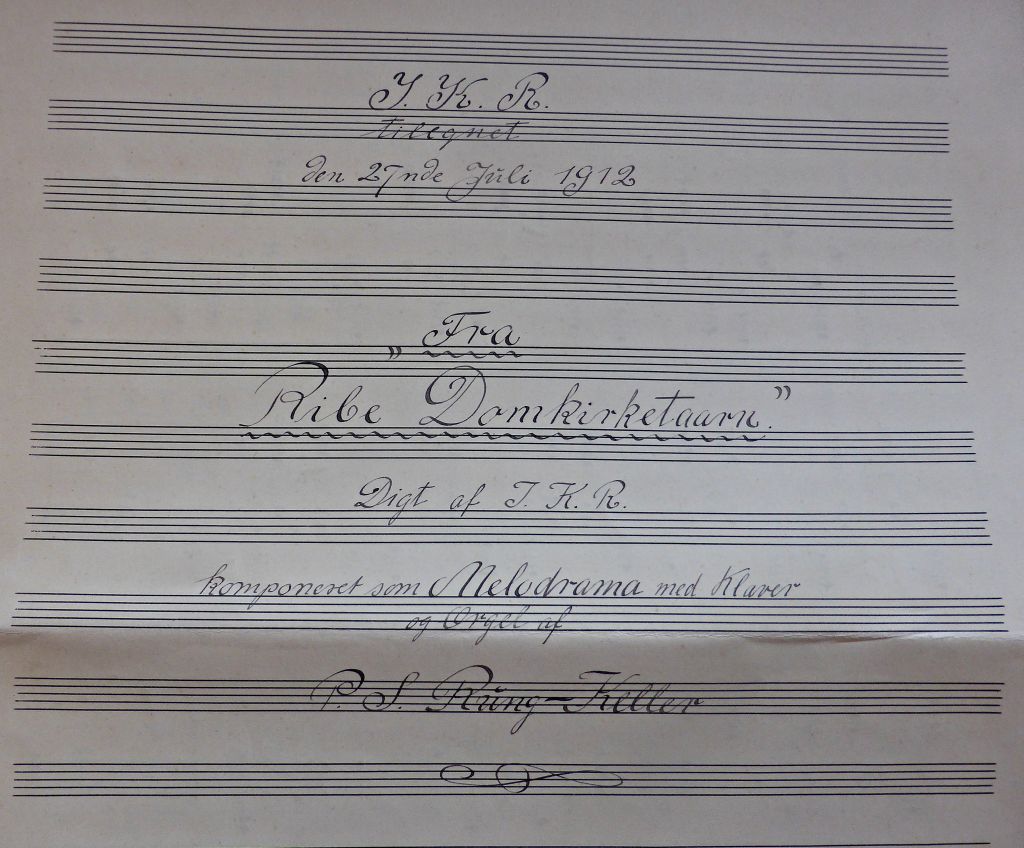 J. K. R.
tilegnet
den 27nde Juli 1912
„Fra
Ribe Domkirketaarn."
Digt af J. K. R.
komponeret som Melodrama med Klaver
og Orgel af
P. S. Rung-Keller